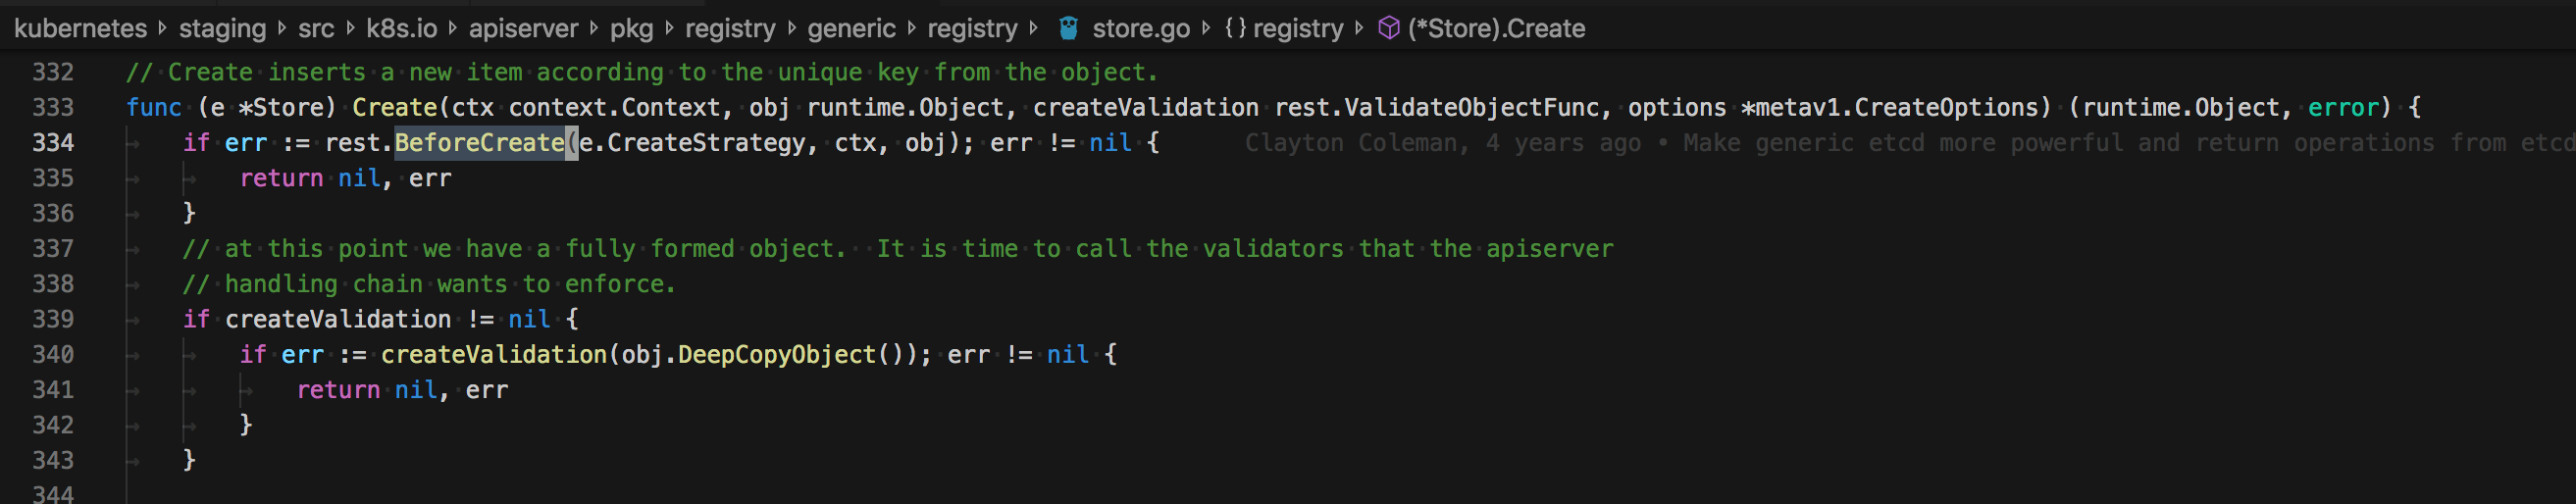 kubernetes staging src k8s.io apiserver pkg registry generic registry store.go {} registry (*Store).Create
332 // Create inserts a new item according to the unique key from the object.
333 func (e *Store) Create(ctx context.Context, obj runtime.Object, createValidation rest.ValidateObjectFunc, options *metav1.CreateOptions) (runtime.Object, error) {
334 if err := rest.BeforeCreate(e.CreateStrategy, ctx, obj); err != nil { Clayton Coleman, 4 years ago • Make generic etcd more powerful and return operations from etcd
335 return nil, err
336 }
337 // at this point we have a fully formed object.  It is time to call the validators that the apiserver
338 // handling chain wants to enforce.
339 if createValidation != nil {
340 if err := createValidation(obj.DeepCopyObject()); err != nil {
341 return nil, err
342 }
343 }
344